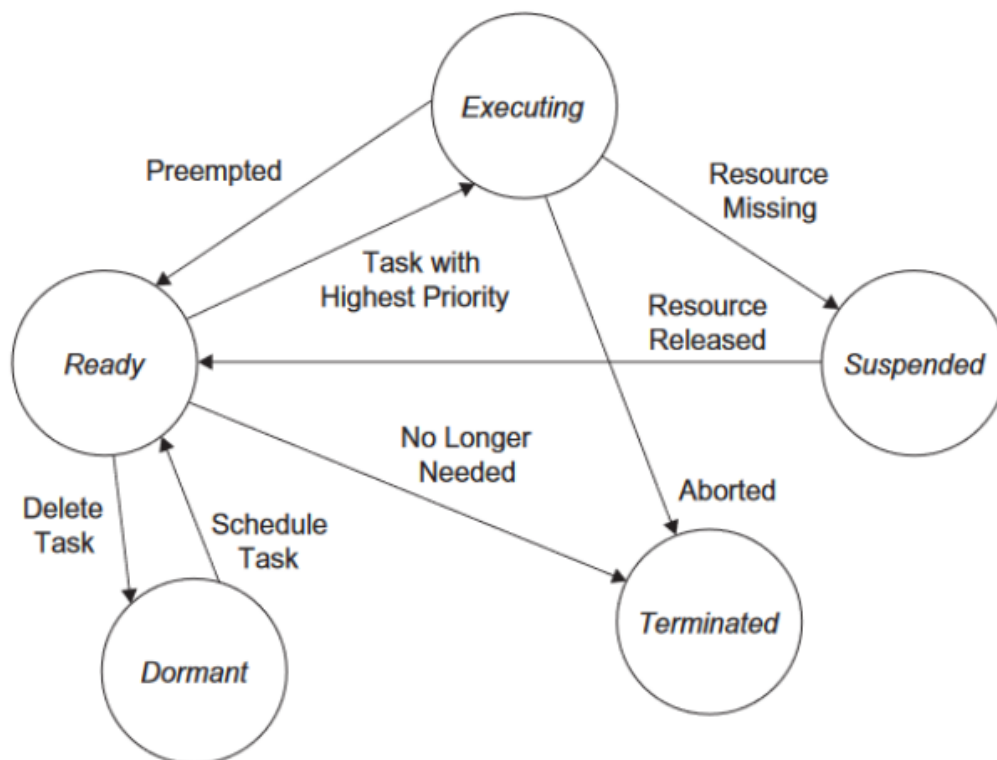 Executing
Preempted
Resource
Missing
Task with
Highest Priority
Resource
Released
Ready
Suspended
No Longer
Needed
Aborted
Delete
Task
Schedule
Task
Terminated
Dormant